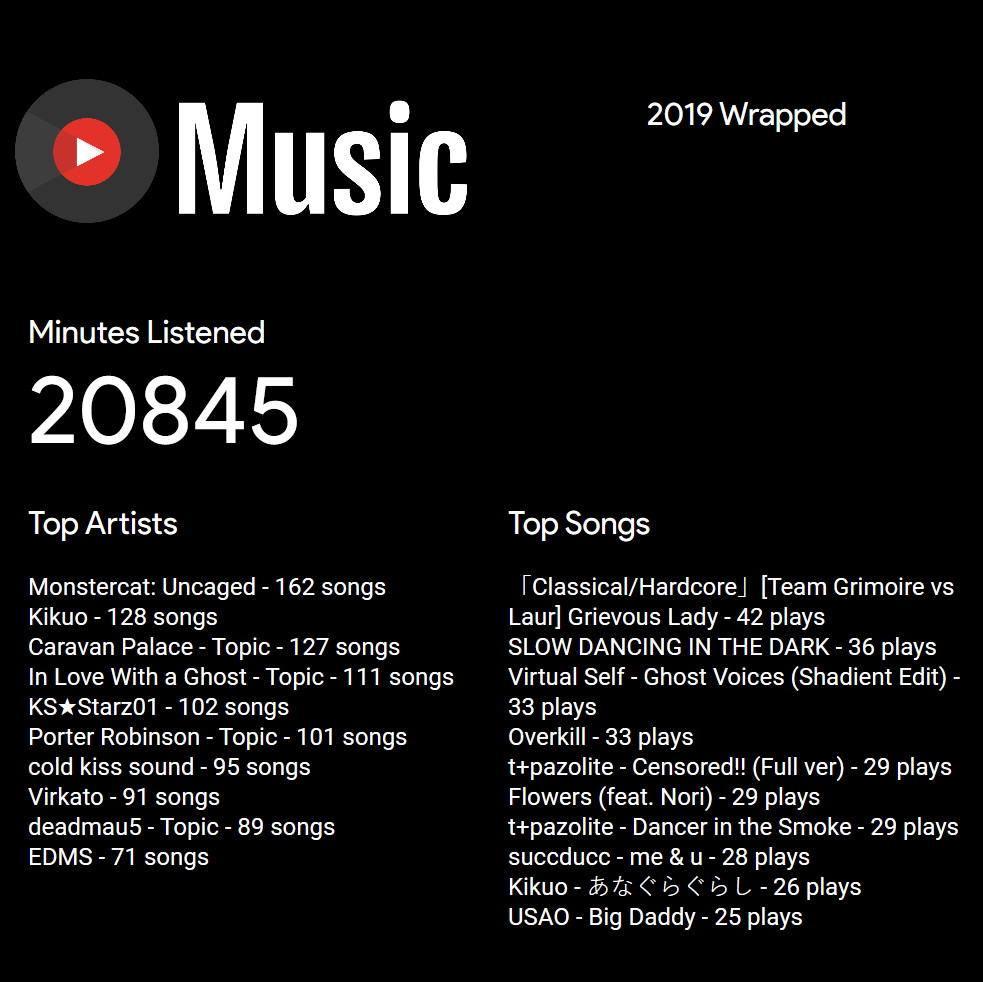 Music
2019 Wrapped
Minutes Listened
20845
Top Artists
Monstercat: Uncaged - 162 songs
Kikuo - 128 songs
Caravan Palace - Topic - 127 songs
In Love With a Ghost - Topic - 111 songs
KS★Starz01 - 102 songs
Porter Robinson - Topic - 101 songs
cold kiss sound - 95 songs
Virkato - 91 songs
deadmau5 - Topic - 89 songs
EDMS - 71 songs
Top Songs
「Classical/Hardcore」[Team Grimoire vs
Laur] Grievous Lady - 42 plays
SLOW DANCING IN THE DARK - 36 plays
Virtual Self - Ghost Voices (Shadient Edit) -
33 plays
Overkill - 33 plays
t+pazolite - Censored!! (Full ver) - 29 plays
Flowers (feat. Nori) - 29 plays
t+pazolite - Dancer in the Smoke - 29 plays
succducc - me & u - 28 plays
Kikuo - あなぐらぐらし - 26 plays
USAO - Big Daddy - 25 plays